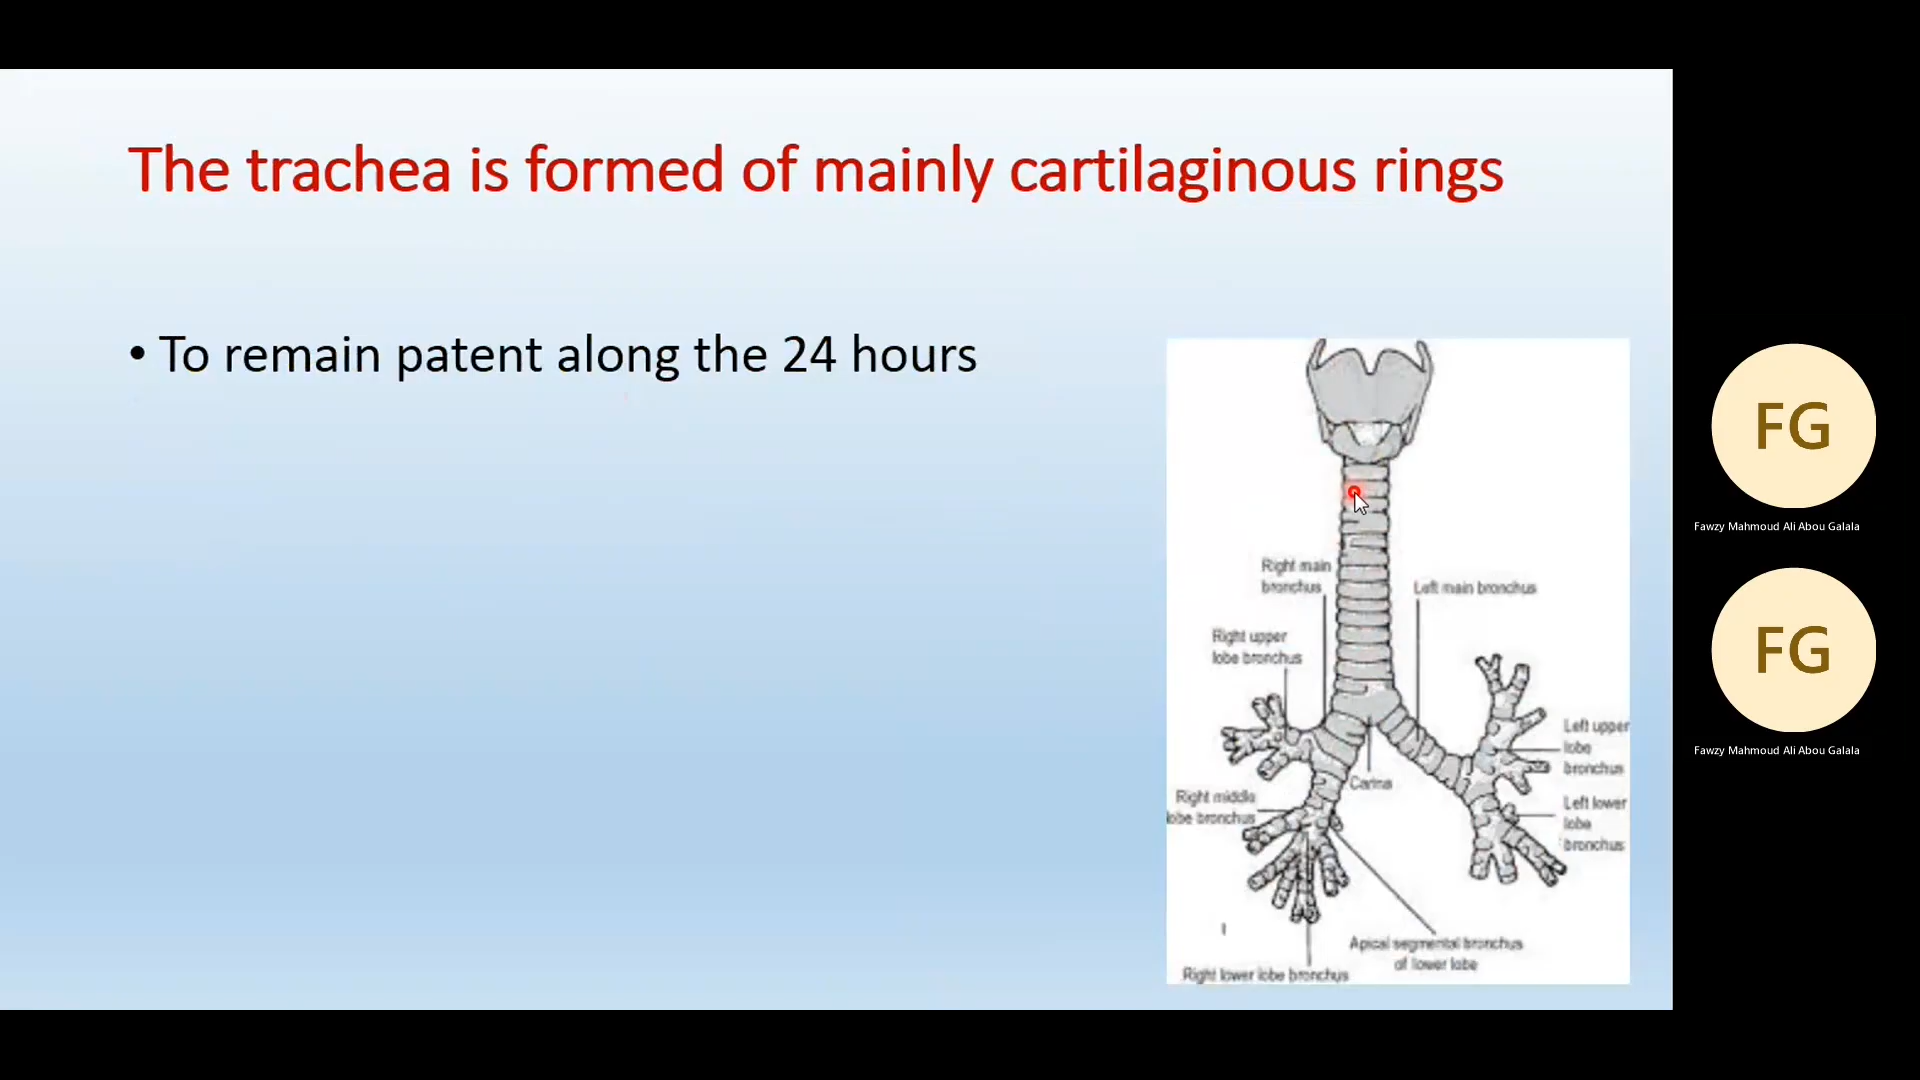 The trachea is formed of mainly cartilaginous rings
• To remain patent along the 24 hours
Right main
bronchus
Left main bronchus
Right upper
lobe bronchus
Left upper
lobe
bronchus
Carina
Right middle
lobe bronchus
Left lower
lobe
bronchus
Apical segmental bronchus
of lower lobe
Right lower lobe bronchus
FG
Fawzy Mahmoud Ali Abou Galala
FG
Fawzy Mahmoud Ali Abou Galala